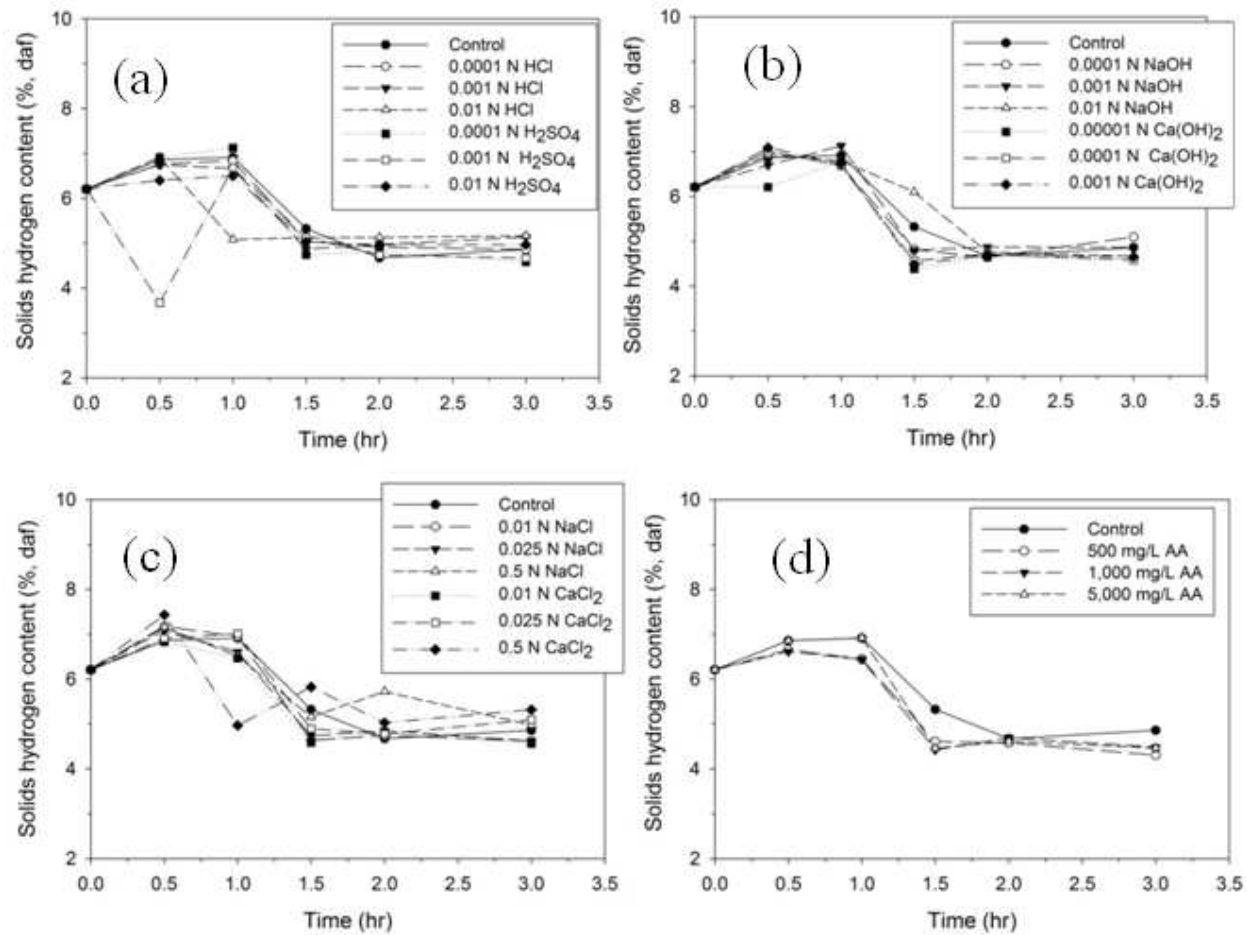 (a)
Solids hydrogen content (%, daf)
10
8
6
4
2
Control
0.0001 N HCl
0.001 N HCl
0.01 N HCl
0.0001 N H2SO4
0.001 N H2SO4
0.01 N H2SO4
0.0 0.5 1.0 1.5 2.0 2.5 3.0 3.5
Time (hr)
(b)
Solids hydrogen content (%, daf)
10
8
6
4
2
Control
0.0001 N NaOH
0.001 N NaOH
0.01 N NaOH
0.00001 N Ca(OH)2
0.0001 N Ca(OH)2
0.001 N Ca(OH)2
0.0 0.5 1.0 1.5 2.0 2.5 3.0 3.5
Time (hr)
(c)
Solids hydrogen content (%, daf)
10
8
6
4
2
Control
0.01 N NaCl
0.025 N NaCl
0.5 N NaCl
0.01 N CaCl2
0.025 N CaCl2
0.5 N CaCl2
0.0 0.5 1.0 1.5 2.0 2.5 3.0 3.5
Time (hr)
(d)
Solids hydrogen content (%, daf)
10
8
6
4
2
Control
500 mg/L AA
1,000 mg/L AA
5,000 mg/L AA
0.0 0.5 1.0 1.5 2.0 2.5 3.0 3.5
Time (hr)